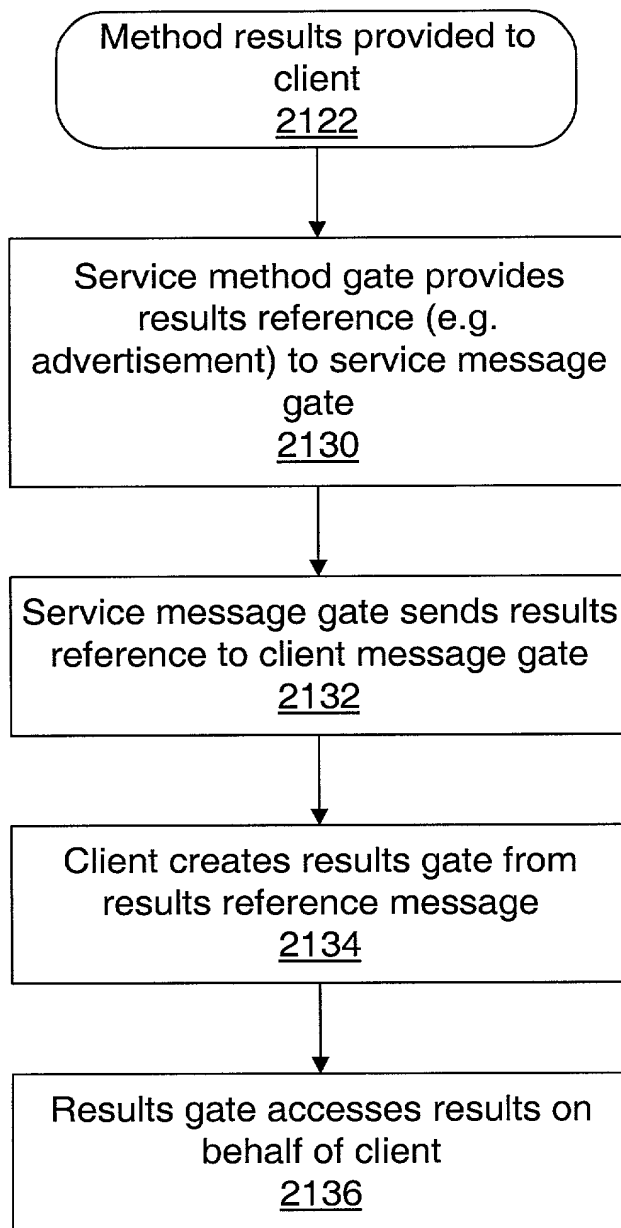 Method results provided to
client
2122
Service method gate provides
results reference (e.g.
advertisement) to service message
gate
2130
Service message gate sends results
reference to client message gate
2132
Client creates results gate from
results reference message
2134
Results gate accesses results on
behalf of client
2136